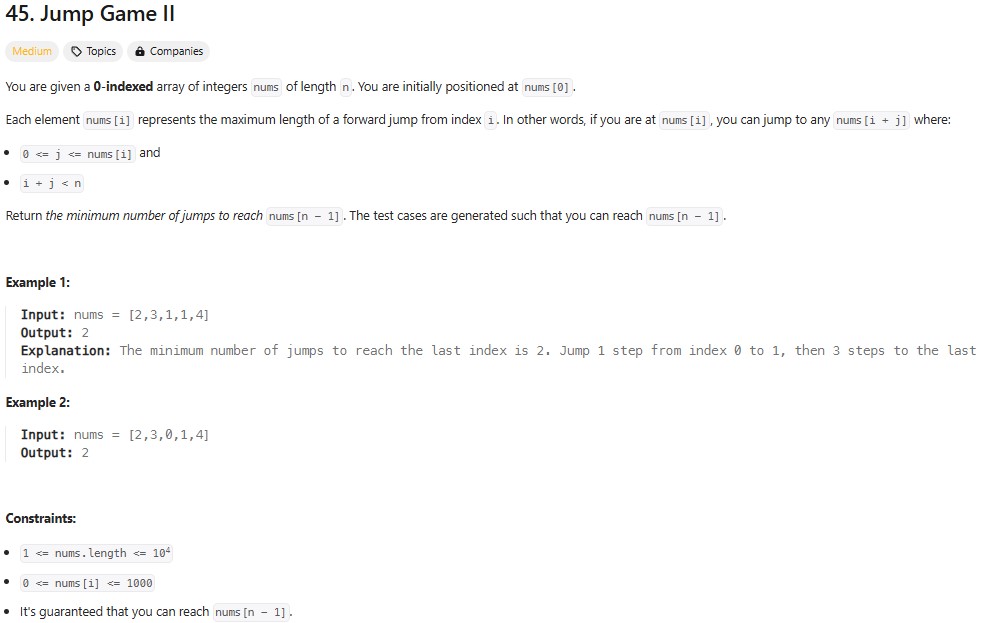 45. Jump Game II
Medium Topics Companies
You are given a 0-indexed array of integers nums of length n. You are initially positioned at nums[0].
Each element nums[i] represents the maximum length of a forward jump from index i. In other words, if you are at nums[i], you can jump to any nums[i + j] where:
• 0 <= j <= nums[i] and
• i + j < n
Return the minimum number of jumps to reach nums[n - 1]. The test cases are generated such that you can reach nums[n - 1].
Example 1:
Input: nums = [2,3,1,1,4]
Output: 2
Explanation: The minimum number of jumps to reach the last index is 2. Jump 1 step from index 0 to 1, then 3 steps to the last
index.
Example 2:
Input: nums = [2,3,0,1,4]
Output: 2
Constraints:
• 1 <= nums.length <= 10⁴
• 0 <= nums[i] <= 1000
• It's guaranteed that you can reach nums[n - 1].